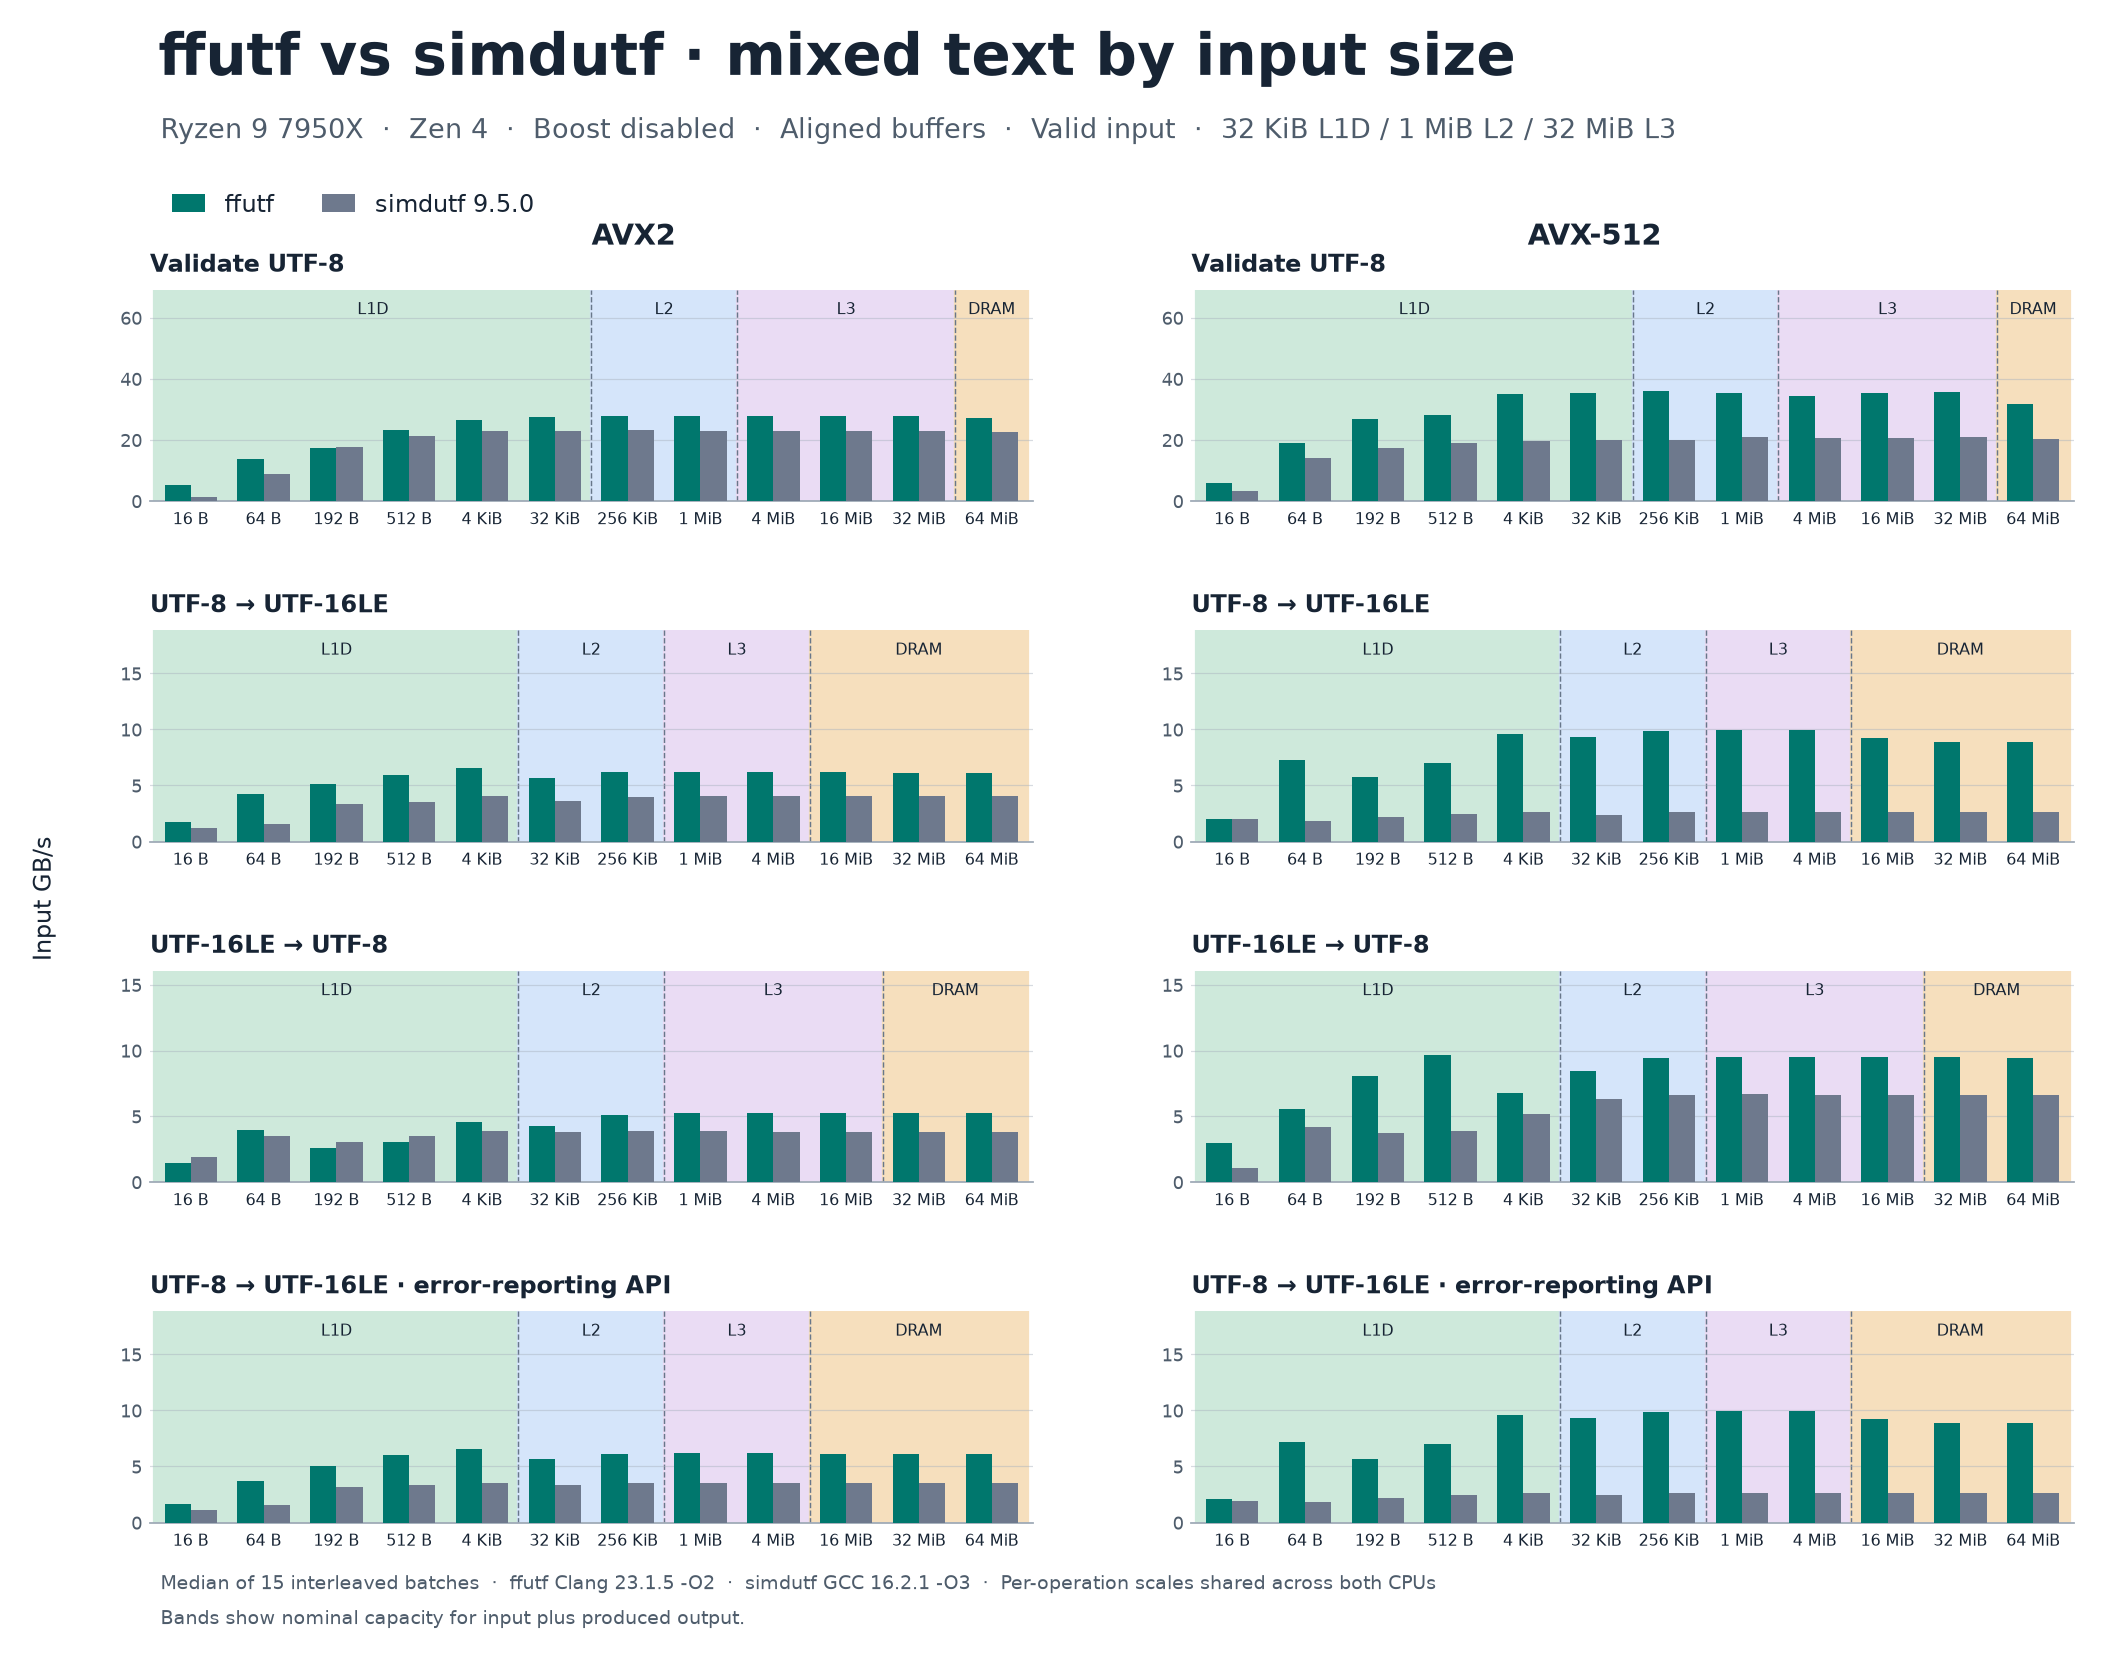 ffutf vs simdutf · mixed text by input size
Ryzen 9 7950X · Zen 4 · Boost disabled · Aligned buffers · Valid input · 32 KiB L1D / 1 MiB L2 / 32 MiB L3
ffutf simdutf 9.5.0
Input GB/s
AVX2
Validate UTF-8
L1D L2 L3 DRAM
60
40
20
0
16 B 64 B 192 B 512 B 4 KiB 32 KiB 256 KiB 1 MiB 4 MiB 16 MiB 32 MiB 64 MiB
UTF-8 → UTF-16LE
L1D L2 L3 DRAM
15
10
5
0
16 B 64 B 192 B 512 B 4 KiB 32 KiB 256 KiB 1 MiB 4 MiB 16 MiB 32 MiB 64 MiB
UTF-16LE → UTF-8
15
L1D L2 L3 DRAM
10
5
0
16 B 64 B 192 B 512 B 4 KiB 32 KiB 256 KiB 1 MiB 4 MiB 16 MiB 32 MiB 64 MiB
UTF-8 → UTF-16LE · error-reporting API
L1D L2 L3 DRAM
15
10
5
0
16 B 64 B 192 B 512 B 4 KiB 32 KiB 256 KiB 1 MiB 4 MiB 16 MiB 32 MiB 64 MiB
AVX-512
Validate UTF-8
L1D L2 L3 DRAM
60
40
20
0
16 B 64 B 192 B 512 B 4 KiB 32 KiB 256 KiB 1 MiB 4 MiB 16 MiB 32 MiB 64 MiB
UTF-8 → UTF-16LE
L1D L2 L3 DRAM
15
10
5
0
16 B 64 B 192 B 512 B 4 KiB 32 KiB 256 KiB 1 MiB 4 MiB 16 MiB 32 MiB 64 MiB
UTF-16LE → UTF-8
15
L1D L2 L3 DRAM
10
5
0
16 B 64 B 192 B 512 B 4 KiB 32 KiB 256 KiB 1 MiB 4 MiB 16 MiB 32 MiB 64 MiB
UTF-8 → UTF-16LE · error-reporting API
L1D L2 L3 DRAM
15
10
5
0
16 B 64 B 192 B 512 B 4 KiB 32 KiB 256 KiB 1 MiB 4 MiB 16 MiB 32 MiB 64 MiB
Median of 15 interleaved batches · ffutf Clang 23.1.5 -O2 · simdutf GCC 16.2.1 -O3 · Per-operation scales shared across both CPUs
Bands show nominal capacity for input plus produced output.